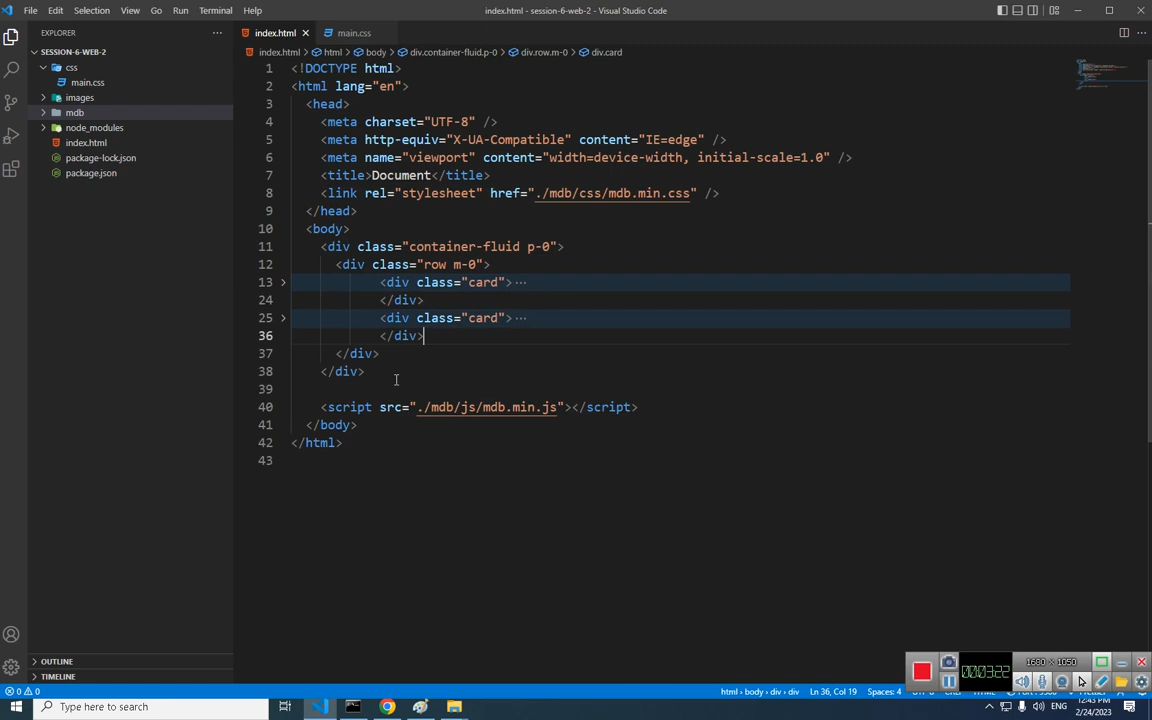 File Edit Selection View Go Run Terminal Help
index.html - session-6-web-2 - Visual Studio Code
EXPLORER
SESSION-6-WEB-2
css
main.css
images
mdb
node_modules
index.html
package-lock.json
package.json
OUTLINE
TIMELINE
index.html main.css
index.html > html > body > div.container-fluid.p-0 > div.row.m-0 > div.card
1 <!DOCTYPE html>
2 <html lang="en">
3 <head>
4 <meta charset="UTF-8" />
5 <meta http-equiv="X-UA-Compatible" content="IE=edge" />
6 <meta name="viewport" content="width=device-width, initial-scale=1.0" />
7 <title>Document</title>
8 <link rel="stylesheet" href="./mdb/css/mdb.min.css" />
9 </head>
10 <body>
11 <div class="container-fluid p-0">
12 <div class="row m-0">
13 <div class="card">···
24 </div>
25 <div class="card">···
36 </div>
37 </div>
38 </div>
39
40 <script src="./mdb/js/mdb.min.js"></script>
41 </body>
42 </html>
43
00:03:22
1680 × 1050
0 0
html › body › div › div Ln 36, Col 19 Spaces: 4
Type here to search
ENG
12:43 PM
2/24/2023